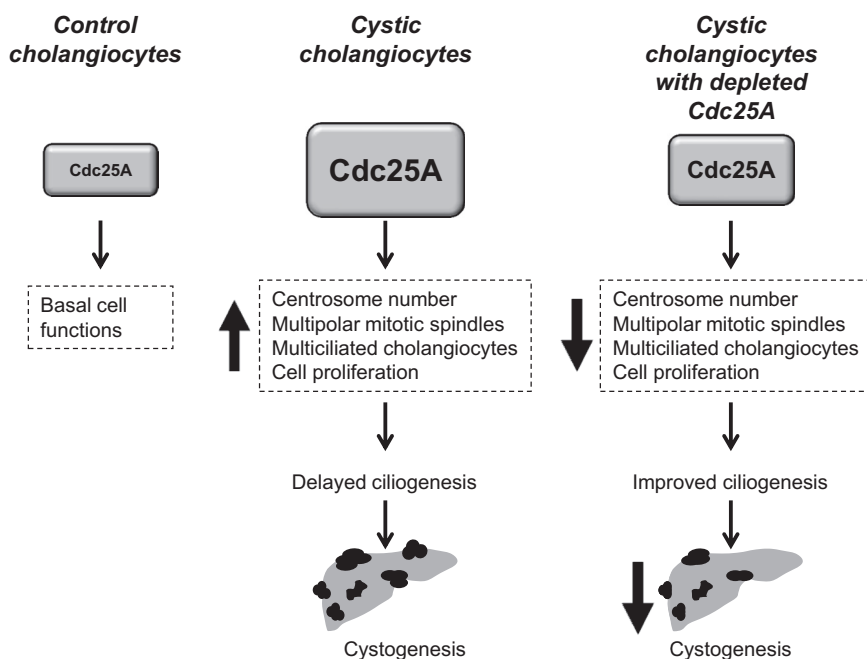 Control
cholangiocytes
Cdc25A
Basal cell
functions
Cystic
cholangiocytes
Cdc25A
Centrosome number
Multipolar mitotic spindles
Multiciliated cholangiocytes
Cell proliferation
Delayed ciliogenesis
Cystogenesis
Cystic
cholangiocytes
with depleted
Cdc25A
Cdc25A
Centrosome number
Multipolar mitotic spindles
Multiciliated cholangiocytes
Cell proliferation
Improved ciliogenesis
Cystogenesis